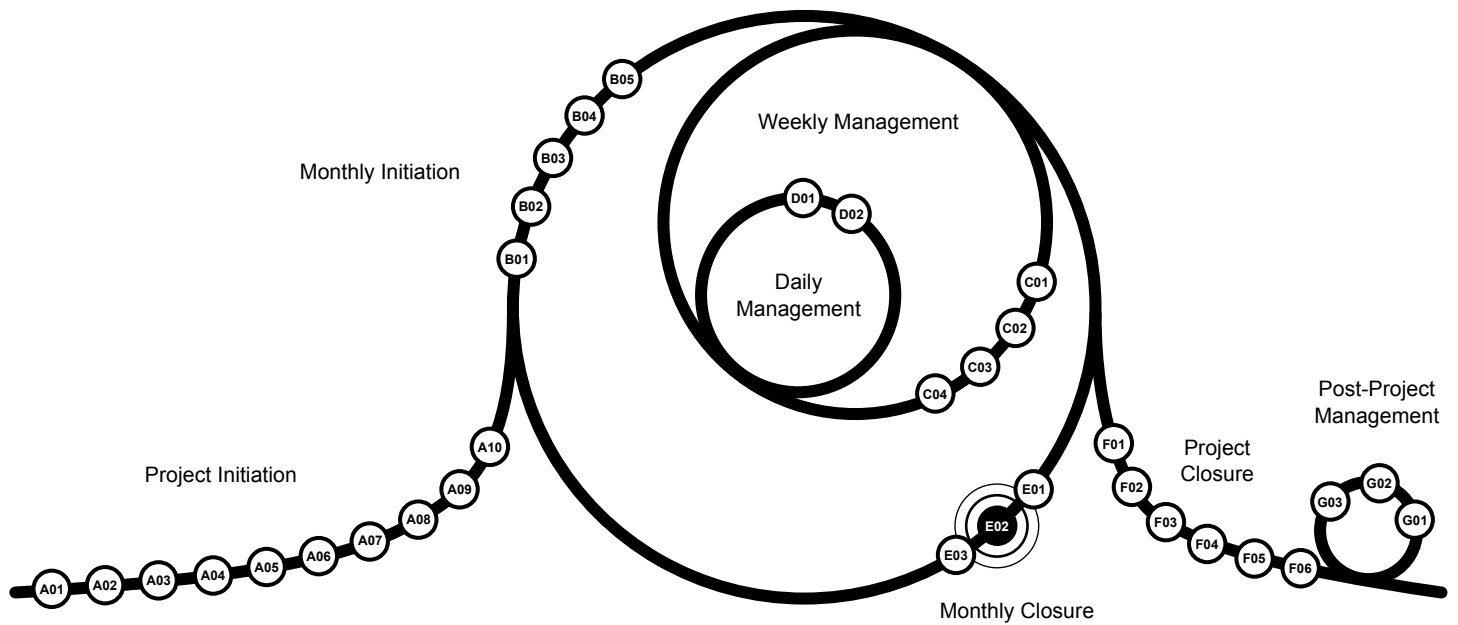 Project Initiation
A01
A02
A03
A04
A05
A06
A07
A08
A09
A10
Monthly Initiation
B01
B02
B03
B04
B05
Weekly Management
C01
C02
C03
C04
Daily
Management
D01
D02
Monthly Closure
E01
E02
E03
Project
Closure
F01
F02
F03
F04
F05
F06
Post-Project
Management
G01
G02
G03